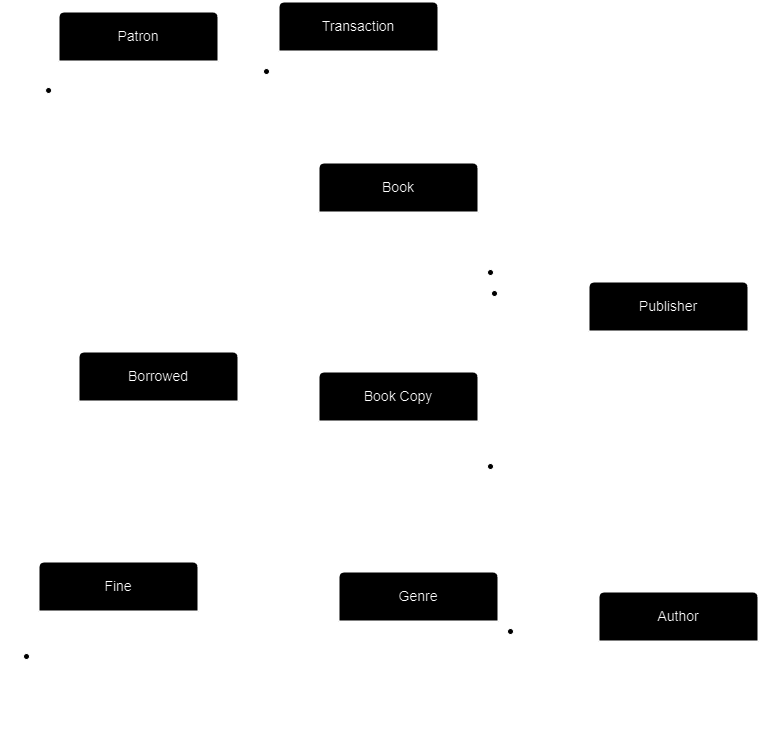 Patron
Transaction
Book
Publisher
Borrowed
Book Copy
Fine
Genre
Author